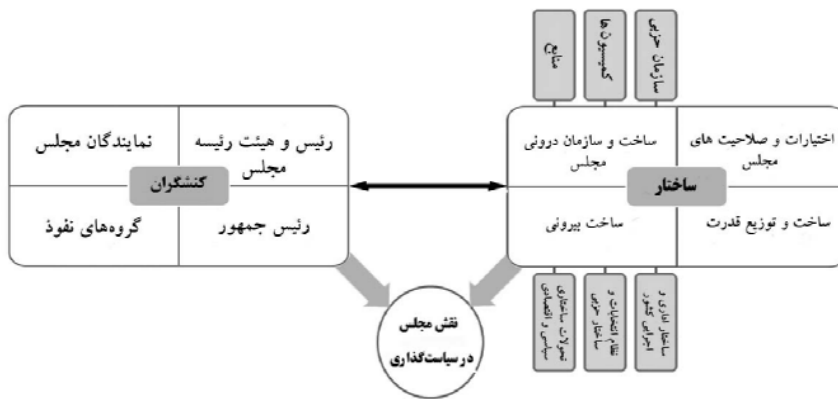 سازمان حزبی
کمیسیون ها
منابع
اختیارات و صلاحیت های
مجلس
ساخت و سازمان درونی
مجلس
ساختار
ساخت و توزیع قدرت
ساخت بیرونی
ساختار اداری و
اجرایی کشور
نظام انتخابات و
ساختار حزبی
تحولات ساختاری
سیاسی و اقتصادی
رئیس و هیئت رئیسه
مجلس
نمایندگان مجلس
کنشگران
رئیس جمهور
گروه‌های نفوذ
نقش مجلس
در سیاست‌گذاری